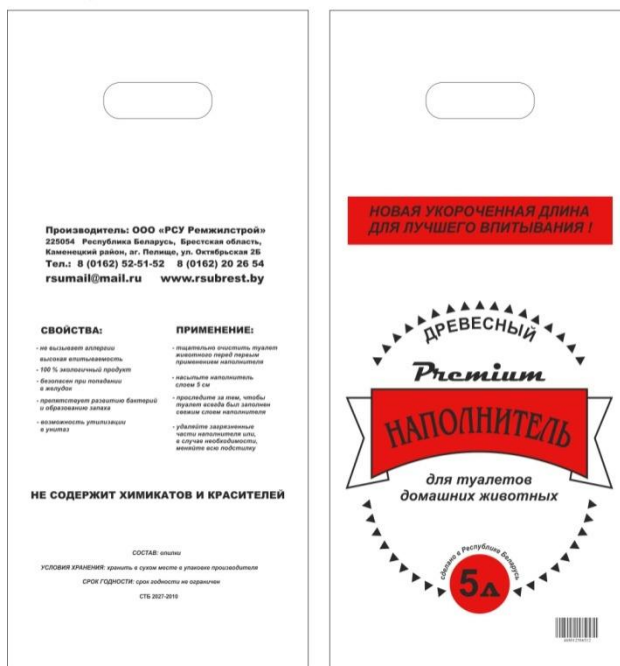 Производитель: ООО «РСУ Ремжилстрой»
225054 Республика Беларусь, Брестская область,
Каменецкий район, аг. Пелище, ул. Октябрьская 2Б
Тел.: 8 (0162) 52-51-52 8 (0162) 20 26 54
rsumail@mail.ru www.rsubrest.by
СВОЙСТВА:
- не вызывает аллергии
высокая впитываемость
- 100 % экологичный продукт
- безопасен при попадании
в желудок
- препятствует развитию бактерий
и образованию запаха
- возможность утилизации
в унитаз
ПРИМЕНЕНИЕ:
- тщательно очистить туалет
животного перед первым
применением наполнителя
- насыпьте наполнитель
слоем 5 см
- проследите за тем, чтобы
туалет всегда был заполнен
свежим слоем наполнителя
- удаляйте загрязненные
части наполнителя или,
в случае необходимости,
меняйте всю подстилку
НЕ СОДЕРЖИТ ХИМИКАТОВ И КРАСИТЕЛЕЙ
СОСТАВ: опилки
УСЛОВИЯ ХРАНЕНИЯ: хранить в сухом месте в упаковке производителя
СРОК ГОДНОСТИ: срок годности не ограничен
СТБ 2027-2010
НОВАЯ УКОРОЧЕННАЯ ДЛИНА
ДЛЯ ЛУЧШЕГО ВПИТЫВАНИЯ !
ДРЕВЕСНЫЙ
Premium
НАПОЛНИТЕЛЬ
для туалетов
домашних животных
сделано в Республике Беларусь
5л